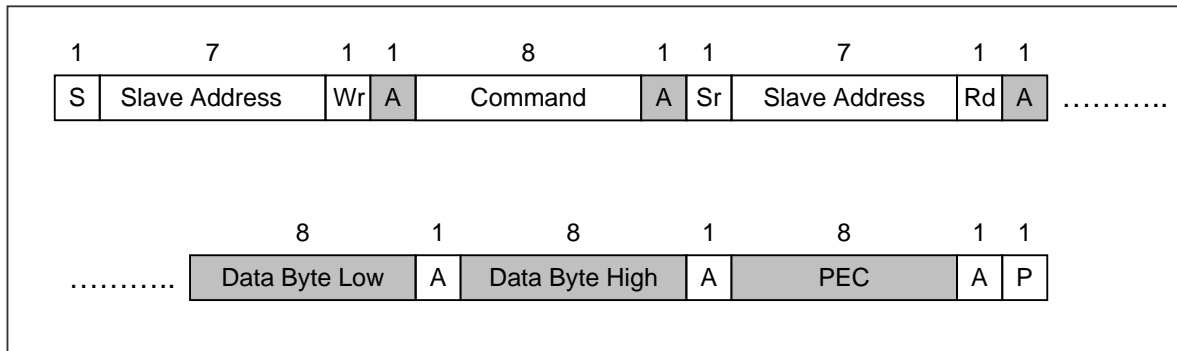 1 7 1 1 8 1 1 7 1 1
S Slave Address Wr A Command A Sr Slave Address Rd A ………..
8 1 8 1 8 1 1
……….. Data Byte Low A Data Byte High A PEC A P